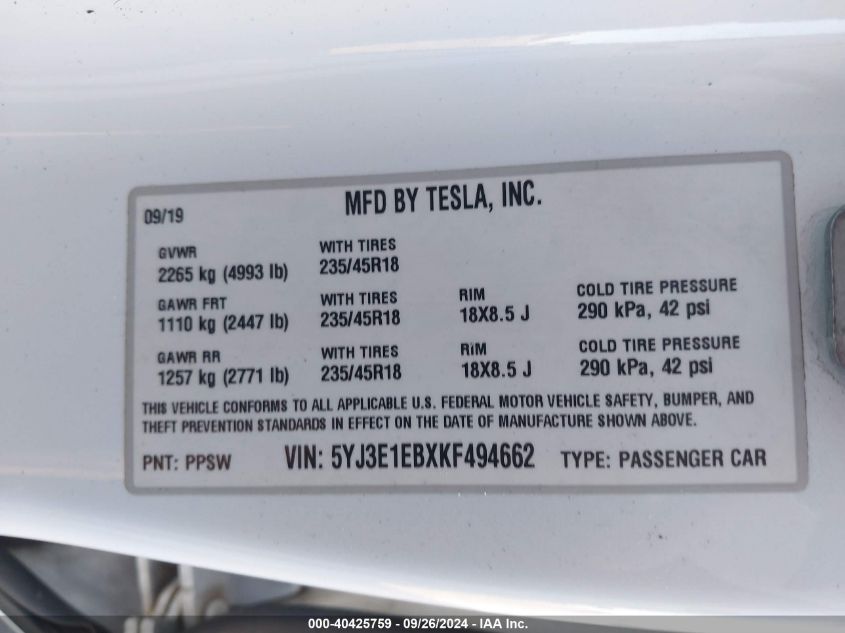 MFD BY TESLA, INC.
09/19
GVWR
2265 kg (4993 lb)
WITH TIRES
235/45R18
GAWR FRT
1110 kg (2447 lb)
WITH TIRES
235/45R18
RIM
18X8.5 J
COLD TIRE PRESSURE
290 kPa, 42 psi
GAWR RR
1257 kg (2771 lb)
WITH TIRES
235/45R18
RIM
18X8.5 J
COLD TIRE PRESSURE
290 kPa, 42 psi
THIS VEHICLE CONFORMS TO ALL APPLICABLE U.S. FEDERAL MOTOR VEHICLE SAFETY, BUMPER, AND
THEFT PREVENTION STANDARDS IN EFFECT ON THE DATE OF MANUFACTURE SHOWN ABOVE.
PNT: PPSW VIN: 5YJ3E1EBXKF494662 TYPE: PASSENGER CAR
000-40425759 - 09/26/2024 - IAA Inc.